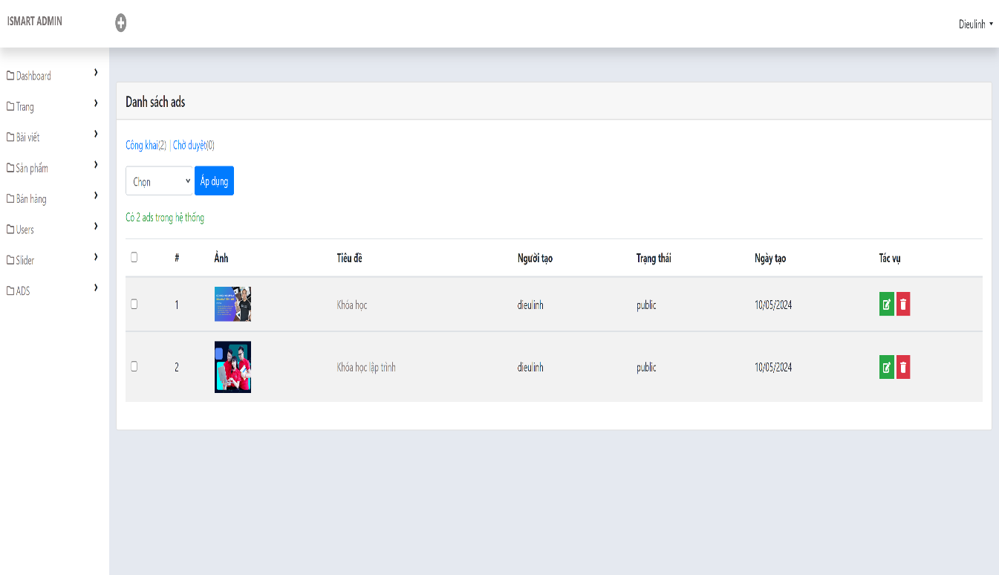 ISMART ADMIN
Dieulinh
Dashboard
Trang
Bài viết
Sản phẩm
Bán hàng
Users
Slider
ADS
Danh sách ads
Công khai(2) | Chờ duyệt(0)
Chọn Áp dụng
Có 2 ads trong hệ thống
# Ảnh Tiêu đề Người tạo Trạng thái Ngày tạo Tác vụ
1 Khóa học dieulinh public 10/05/2024
2 Khóa học lập trình dieulinh public 10/05/2024